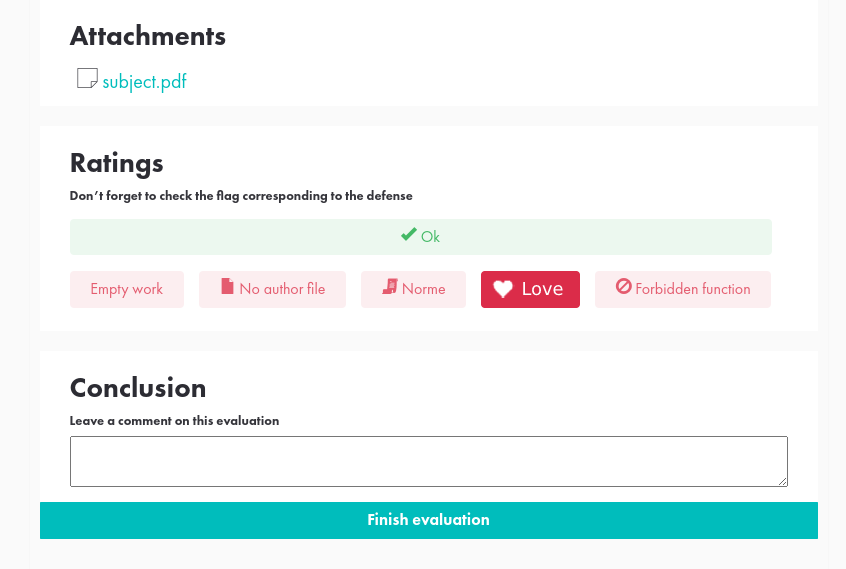 Attachments
subject.pdf
Ratings
Don't forget to check the flag corresponding to the defense
Ok
Empty work No author file Norme Love Forbidden function
Conclusion
Leave a comment on this evaluation
Finish evaluation